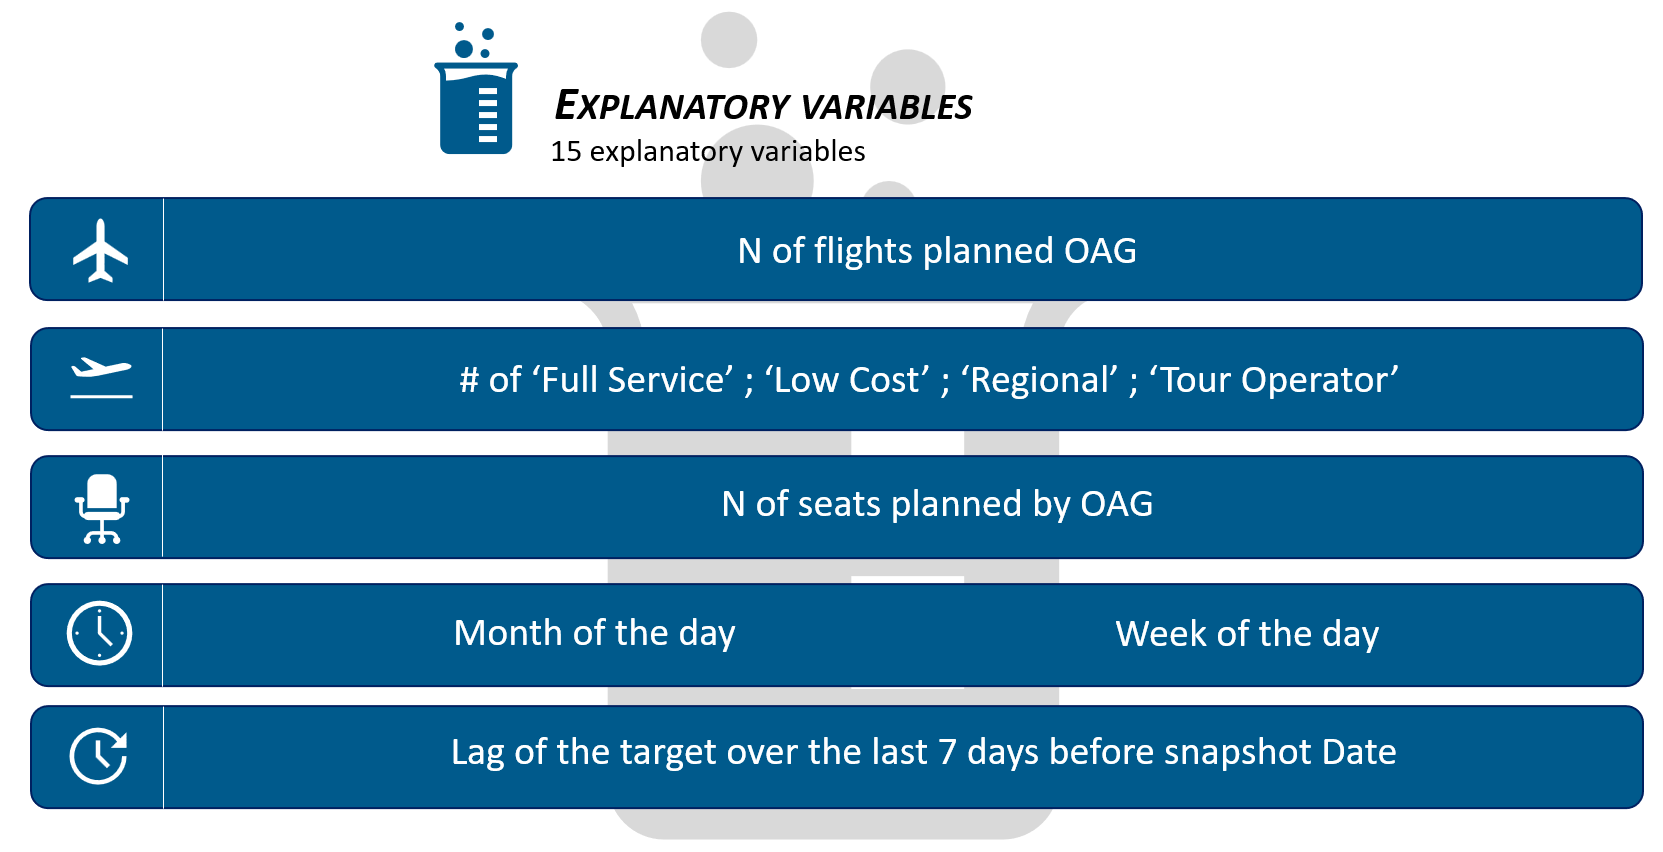 EXPLANATORY VARIABLES
15 explanatory variables
N of flights planned OAG
# of ‘Full Service’ ; ‘Low Cost’ ; ‘Regional’ ; ‘Tour Operator’
N of seats planned by OAG
Month of the day Week of the day
Lag of the target over the last 7 days before snapshot Date